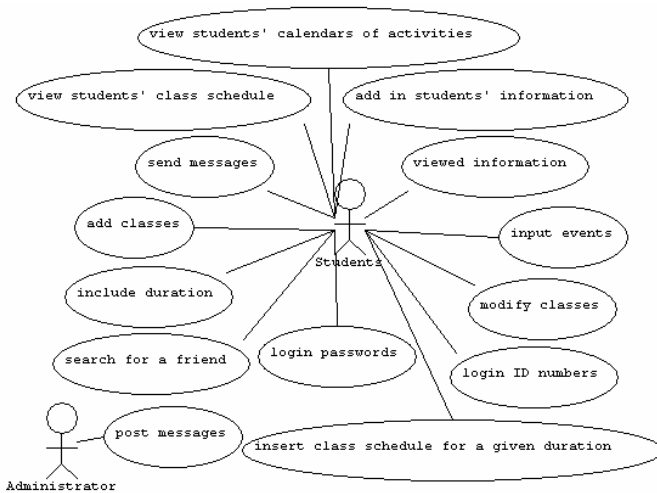 view students' calendars of activities
view students' class schedule
add in students' information
send messages
viewed information
add classes
input events
Students
include duration
modify classes
search for a friend
login passwords
login ID numbers
post messages
insert class schedule for a given duration
Administrator